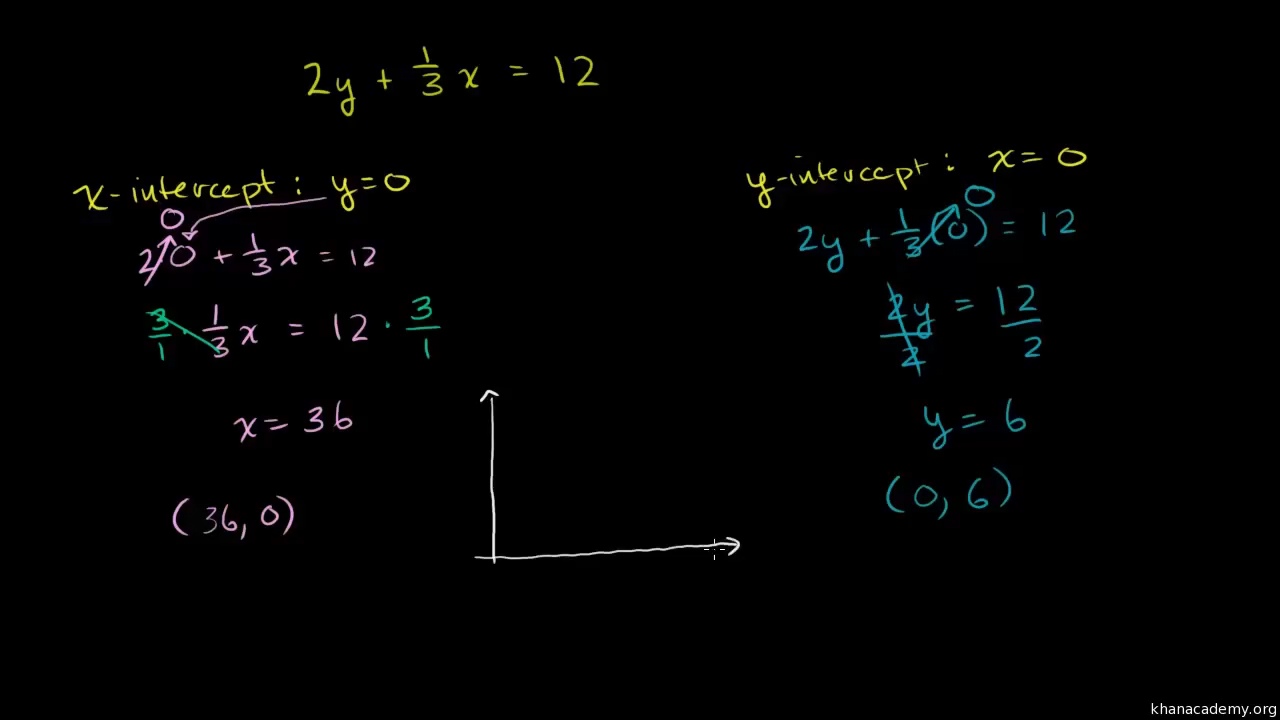 2y + 1/3 x = 12
x-intercept: y=0
0
2·0 + 1/3 x = 12
3/1 · 1/3 x = 12 · 3/1
x = 36
(36, 0)
y-intercept: x=0
0
2y + 1/3 (0) = 12
2y/2 = 12/2
y = 6
(0, 6)
khanacademy.org